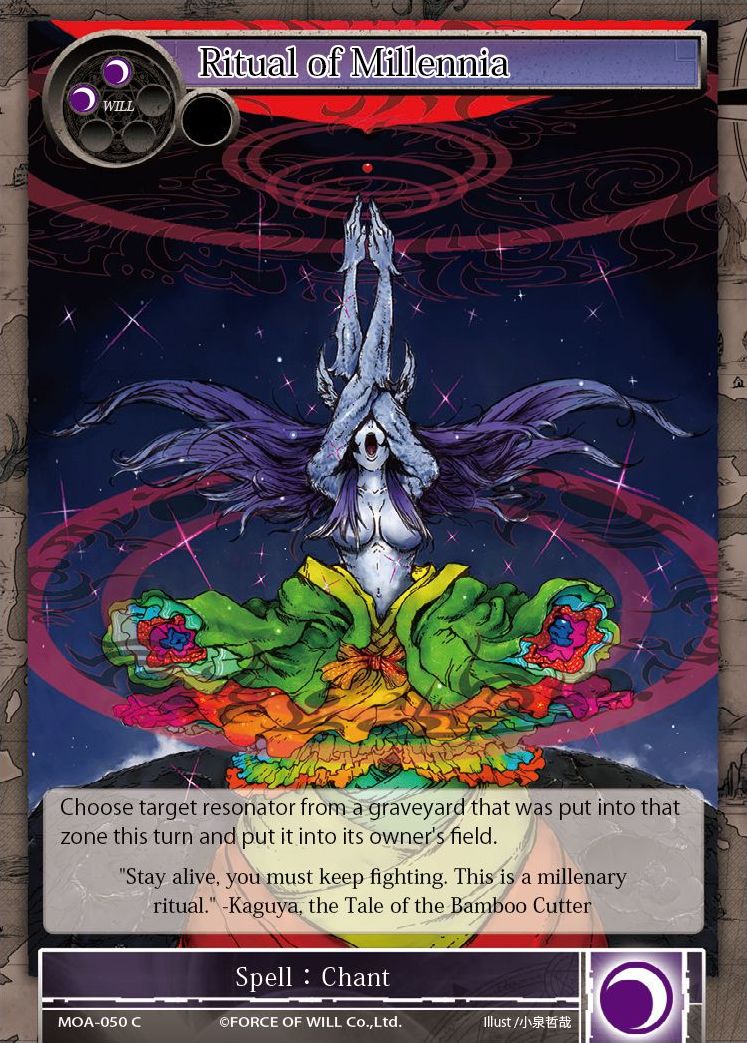 Ritual of Millennia
WILL
Choose target resonator from a graveyard that was put into that
zone this turn and put it into its owner's field.
"Stay alive, you must keep fighting. This is a millenary
ritual." -Kaguya, the Tale of the Bamboo Cutter
Spell : Chant
MOA-050 C ©FORCE OF WILL Co.,Ltd. Illust /小泉哲哉